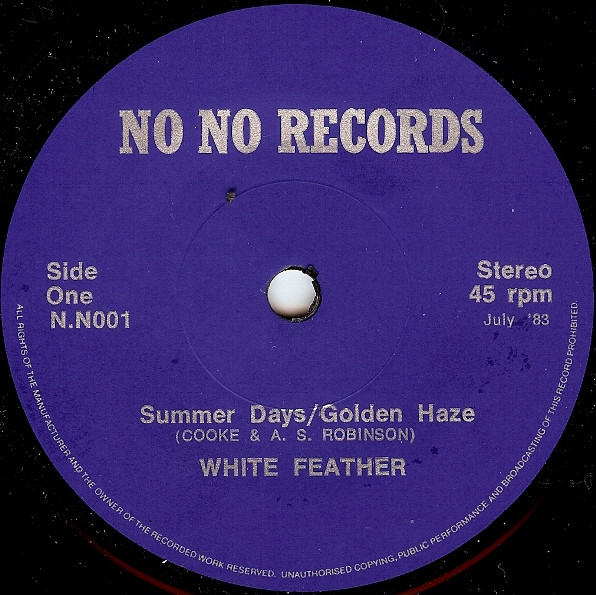 NO NO RECORDS
Side
One
N.N001
Stereo
45 rpm
July '83
Summer Days/Golden Haze
(COOKE & A. S. ROBINSON)
WHITE FEATHER
ALL RIGHTS OF THE MANUFACTURER AND THE OWNER OF THE RECORDED WORK RESERVED. UNAUTHORISED COPYING, PUBLIC PERFORMANCE AND BROADCASTING OF THIS RECORD PROHIBITED.